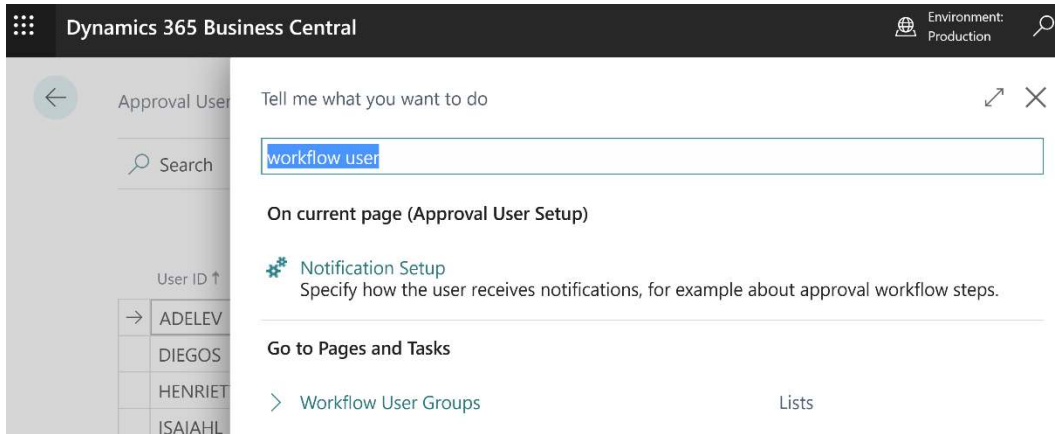 Dynamics 365 Business Central
Environment:
Production
Approval User
Tell me what you want to do
Search
workflow user
On current page (Approval User Setup)
User ID ↑
Notification Setup
Specify how the user receives notifications, for example about approval workflow steps.
ADELEV
DIEGOS
HENRIET
ISAIAHL
Go to Pages and Tasks
Workflow User Groups
Lists